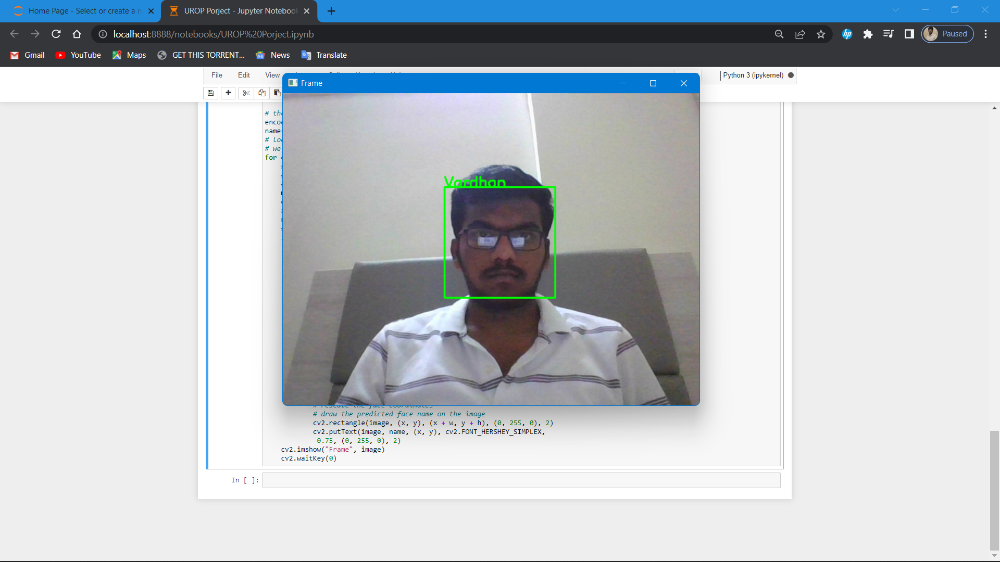 Home Page - Select or create a n
UROP Porject - Jupyter Notebook
localhost:8888/notebooks/UROP%20Porject.ipynb
Paused
Gmail
YouTube
Maps
GET THIS TORRENT...
News
Translate
File
Edit
View
Python 3 (ipykernel)
Frame
# the
enco
names
# loo
# we
for e
Vardhan
# draw the predicted face name on the image
cv2.rectangle(image, (x, y), (x + w, y + h), (0, 255, 0), 2)
cv2.putText(image, name, (x, y), cv2.FONT_HERSHEY_SIMPLEX,
0.75, (0, 255, 0), 2)
cv2.imshow("Frame", image)
cv2.waitKey(0)
In [ ]: